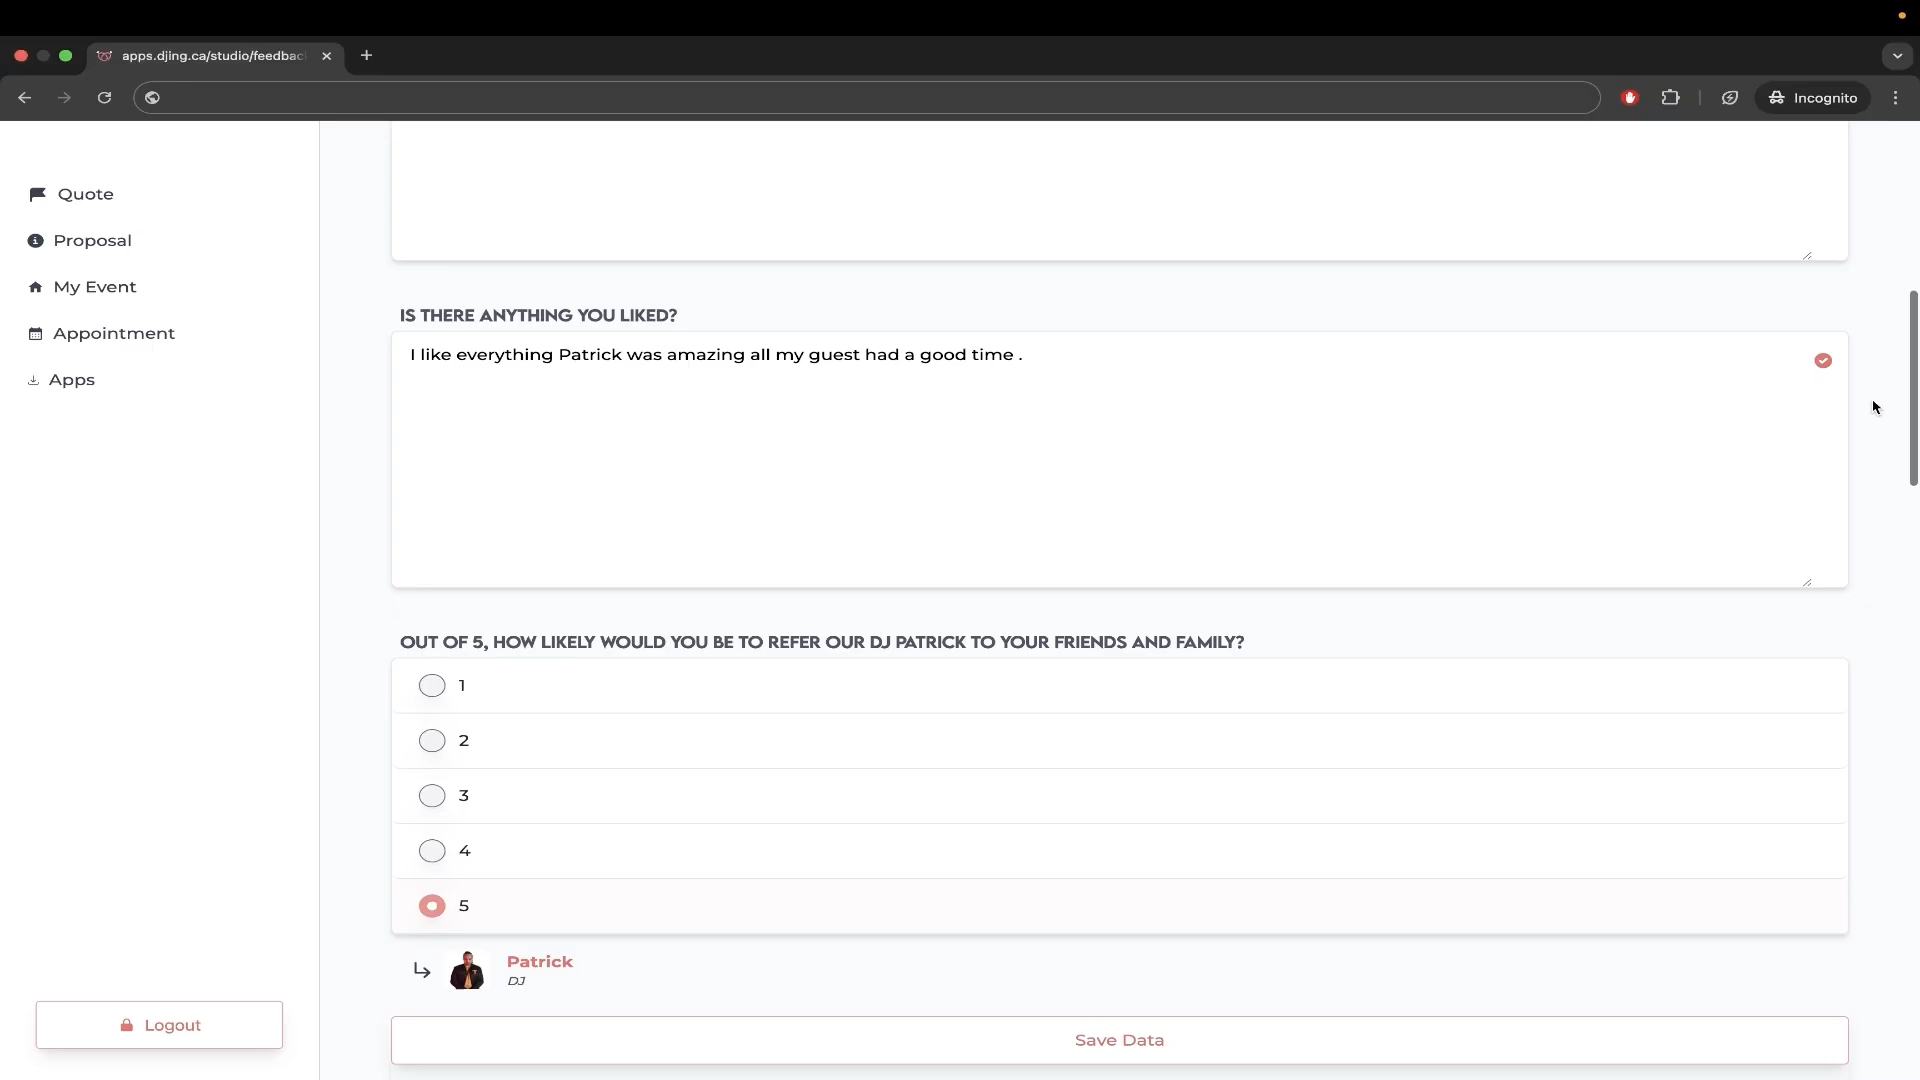 apps.djing.ca/studio/feedbac
Incognito
Quote
Proposal
My Event
Appointment
Apps
IS THERE ANYTHING YOU LIKED?
I like everything Patrick was amazing all my guest had a good time .
OUT OF 5, HOW LIKELY WOULD YOU BE TO REFER OUR DJ PATRICK TO YOUR FRIENDS AND FAMILY?
1
2
3
4
5
Patrick
DJ
Logout
Save Data